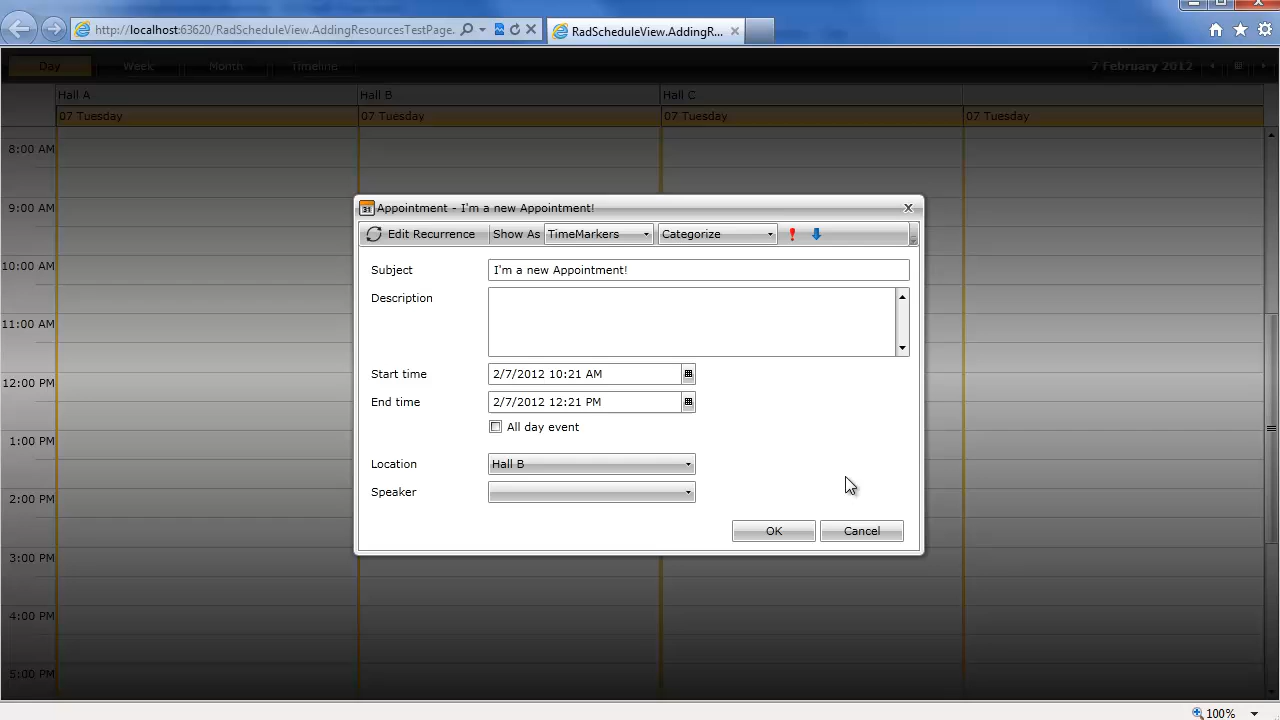 http://localhost:63620/RadScheduleView.AddingResourcesTestPage.
RadScheduleView.AddingR...
Day Week Month Timeline 7 February 2012
Hall A Hall B Hall C
07 Tuesday 07 Tuesday 07 Tuesday 07 Tuesday
8:00 AM
9:00 AM
10:00 AM
11:00 AM
12:00 PM
1:00 PM
2:00 PM
3:00 PM
4:00 PM
5:00 PM
31 Appointment - I'm a new Appointment!
Edit Recurrence Show As TimeMarkers Categorize
Subject I'm a new Appointment!
Description
Start time 2/7/2012 10:21 AM
End time 2/7/2012 12:21 PM
All day event
Location Hall B
Speaker
OK Cancel
100%